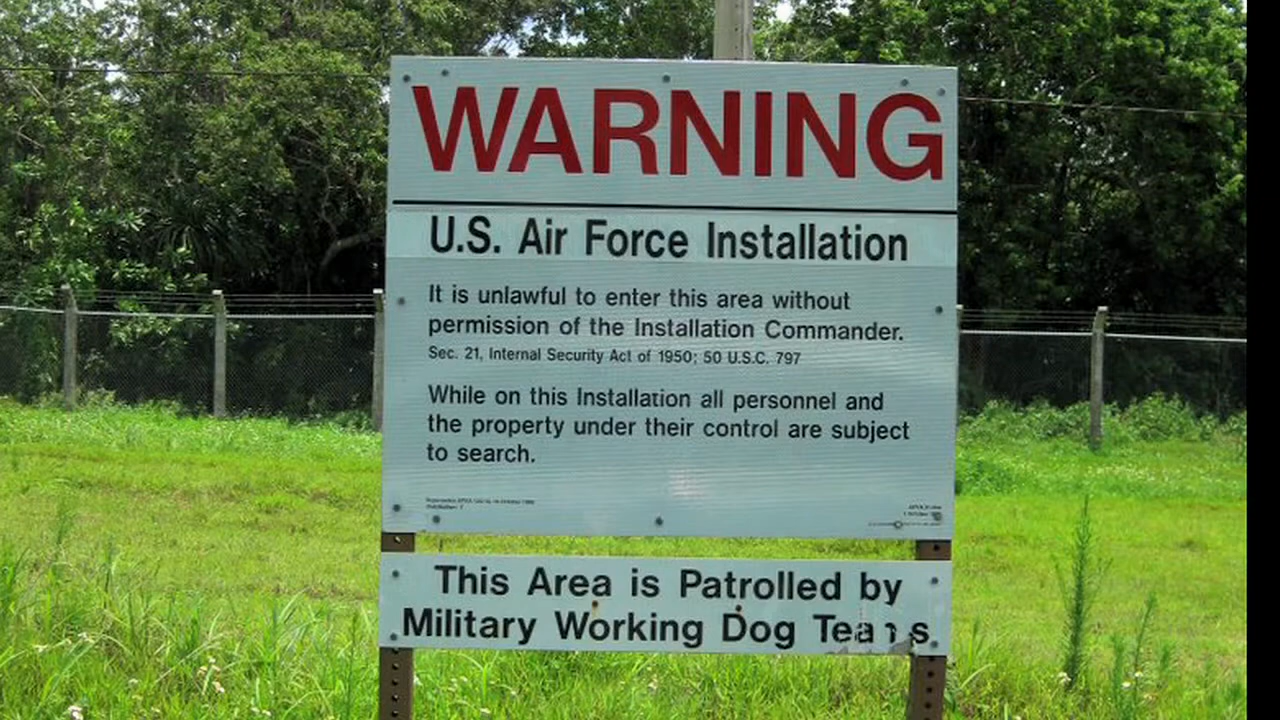 WARNING
U.S. Air Force Installation
It is unlawful to enter this area without
permission of the Installation Commander.
Sec. 21, Internal Security Act of 1950; 50 U.S.C. 797
While on this Installation all personnel and
the property under their control are subject
to search.
This Area is Patrolled by
Military Working Dog Teams